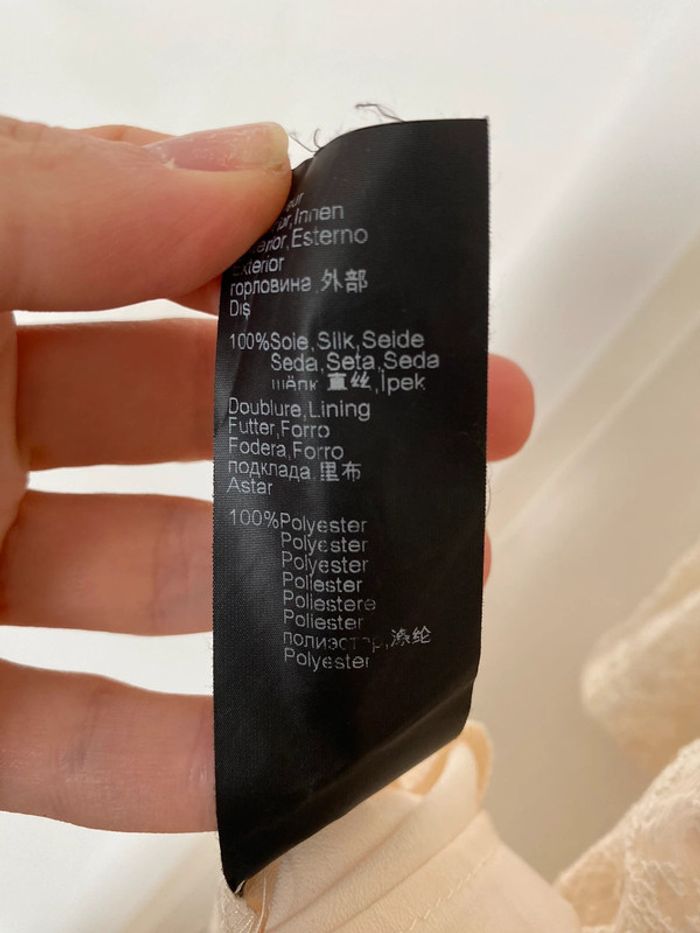 Innen
Esterno
Exterior
горловина,外部
Dış
100%Soie,Silk,Seide
Seda,Seta,Seda
шёлк 真丝,İpek
Doublure,Lining
Futter,Forro
Fodera,Forro
подклада 里布
Astar
100%Polyester
Polyester
Polyester
Poliester
Poliestere
Poliester
полиэстер,涤纶
Polyester